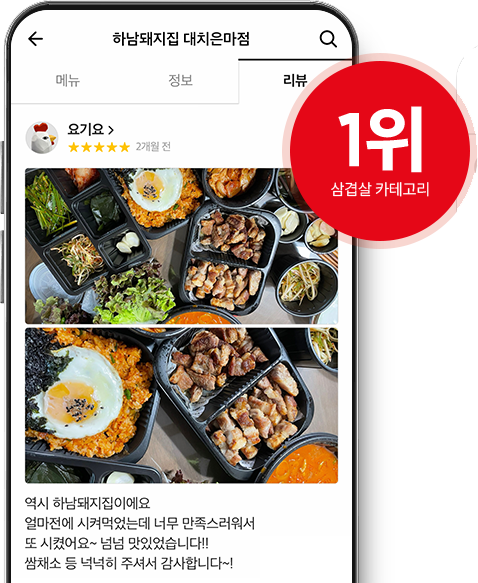 하남돼지집 대치은마점
메뉴 정보 리뷰
요기요 >
★★★★★ 2개월 전
1위
삼겹살 카테고리
역시 하남돼지집이에요
얼마전에 시켜먹었는데 너무 만족스러워서
또 시켰어요~ 넘넘 맛있었습니다!!
쌈채소 등 넉넉히 주셔서 감사합니다~!